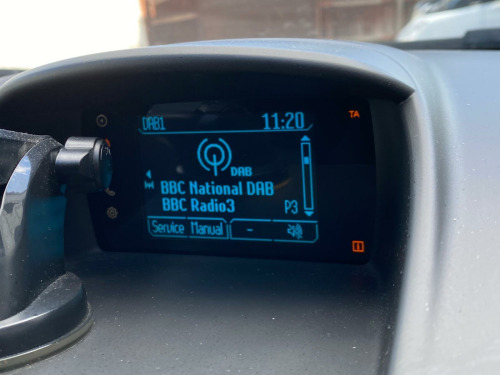 DAB1 11:20 TA
DAB
BBC National DAB
BBC Radio3 P3
Service Manual -